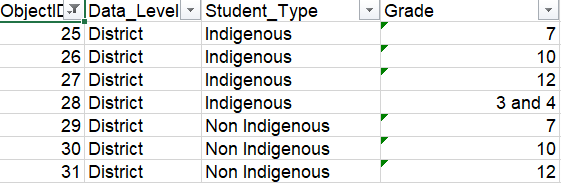 ObjectID Data_Level Student_Type Grade
25 District Indigenous 7
26 District Indigenous 10
27 District Indigenous 12
28 District Indigenous 3 and 4
29 District Non Indigenous 7
30 District Non Indigenous 10
31 District Non Indigenous 12